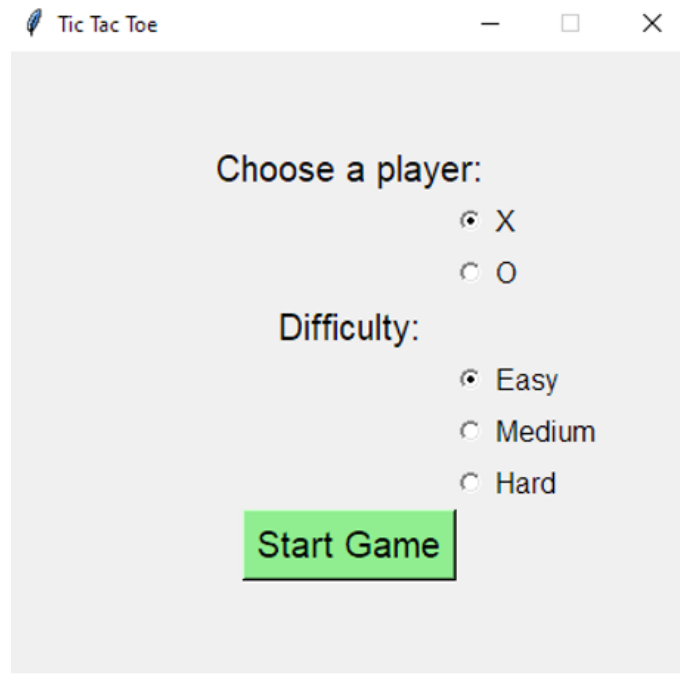 Tic Tac Toe
Choose a player:
X
O
Difficulty:
Easy
Medium
Hard
Start Game